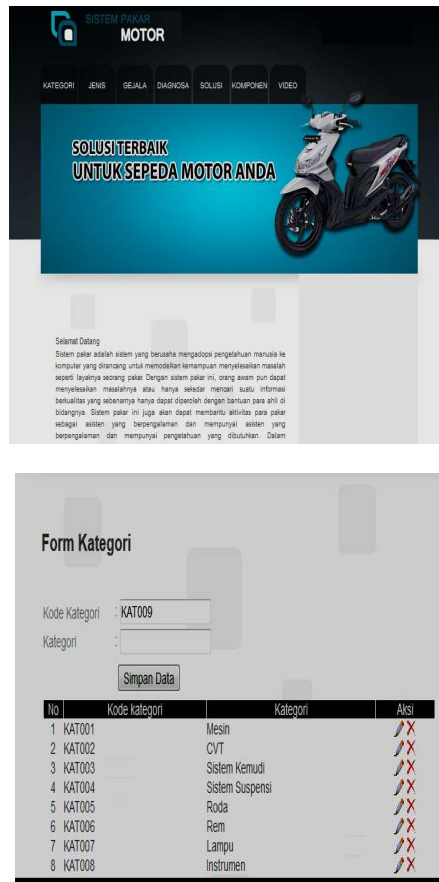 SISTEM PAKAR
MOTOR
KATEGORI JENIS GEJALA DIAGNOSA SOLUSI KOMPONEN VIDEO
SOLUSI TERBAIK
UNTUK SEPEDA MOTOR ANDA
Selamat Datang
Sistem pakar adalah sistem yang berusaha mengadopsi pengetahuan manusia ke
komputer yang dirancang untuk memodelkan kemampuan menyelesaikan masalah
seperti layaknya seorang pakar Dengan sistem pakar ini, orang awam pun dapat
menyelesaikan masalahnya atau hanya sekedar mencari suatu informasi
berkualitas yang sebenarnya hanya dapat diperoleh dengan bantuan para ahli di
bidangnya. Sistem pakar ini juga akan dapat membantu aktivitas para pakar
sebagai asisten yang berpengalaman dan mempunyai asisten yang
berpengalaman dan mempunyai pengetahuan yang dibutuhkan. Dalam
Form Kategori
Kode Kategori : KAT009
Kategori :
Simpan Data
No Kode kategori Kategori Aksi
1 KAT001 Mesin
2 KAT002 CVT
3 KAT003 Sistem Kemudi
4 KAT004 Sistem Suspensi
5 KAT005 Roda
6 KAT006 Rem
7 KAT007 Lampu
8 KAT008 Instrumen